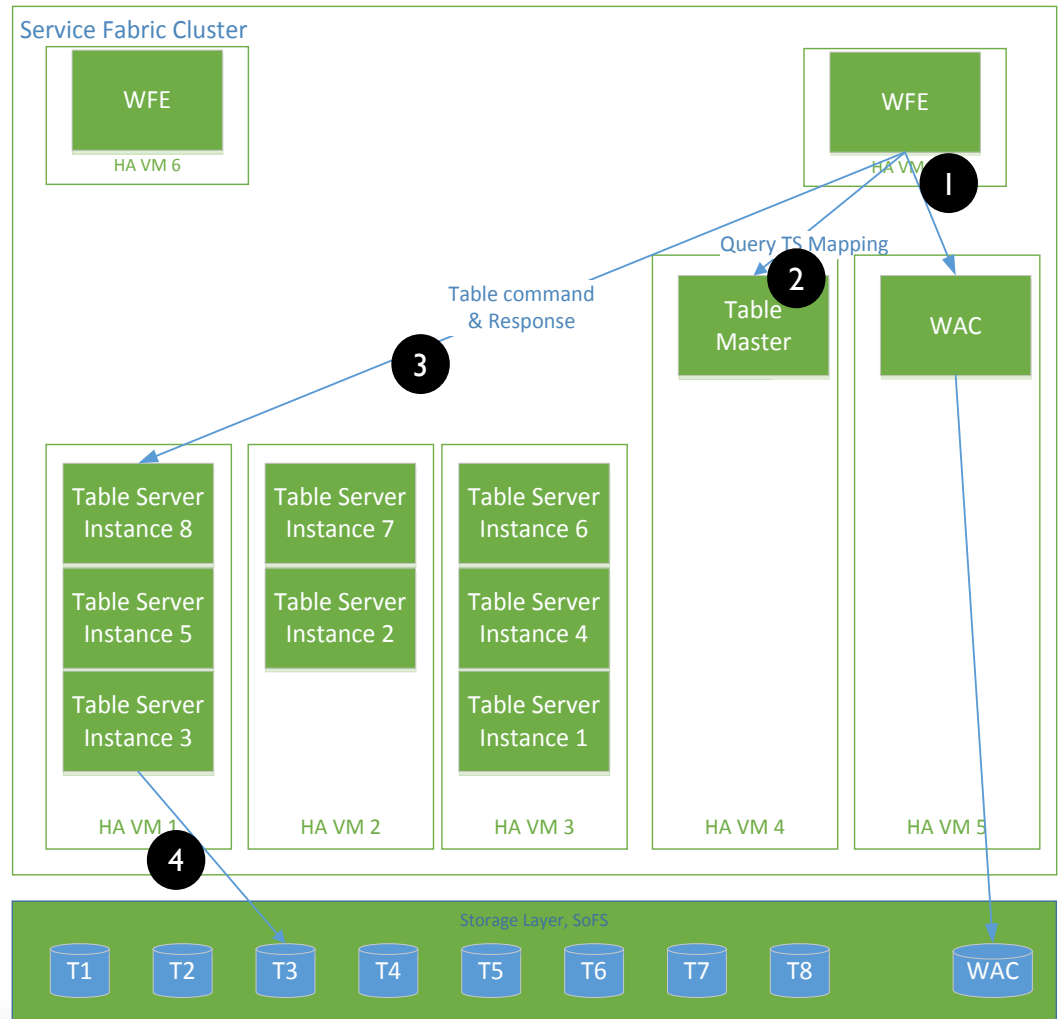 Service Fabric Cluster
WFE
HA VM 6
WFE
HA VM
1
Query TS Mapping
2
Table
Master
WAC
Table command
& Response
3
Table Server
Instance 8
Table Server
Instance 5
Table Server
Instance 3
HA VM 1
Table Server
Instance 7
Table Server
Instance 2
HA VM 2
Table Server
Instance 6
Table Server
Instance 4
Table Server
Instance 1
HA VM 3
HA VM 4
HA VM 5
4
Storage Layer, SoFS
T1
T2
T3
T4
T5
T6
T7
T8
WAC